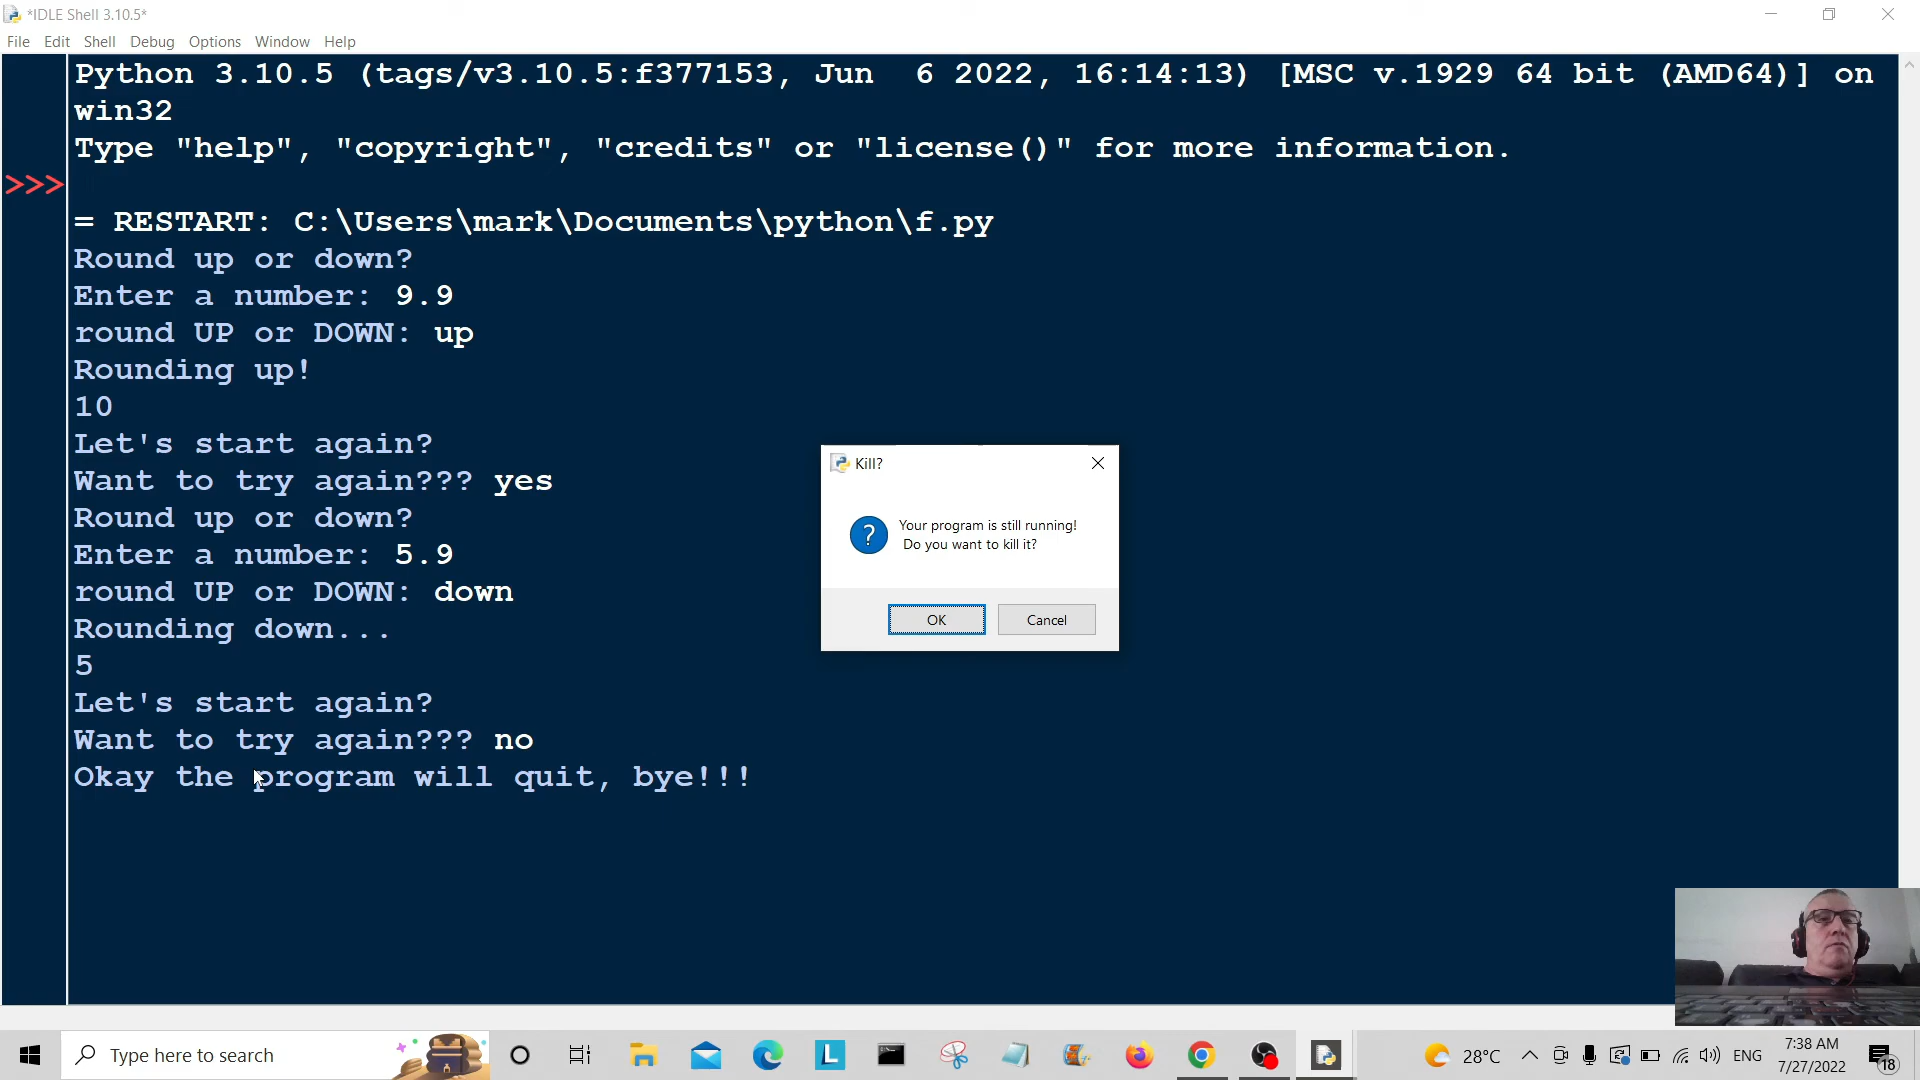 *IDLE Shell 3.10.5*
File Edit Shell Debug Options Window Help
Python 3.10.5 (tags/v3.10.5:f377153, Jun  6 2022, 16:14:13) [MSC v.1929 64 bit (AMD64)] on
win32
Type "help", "copyright", "credits" or "license()" for more information.
>>>
= RESTART: C:\Users\mark\Documents\python\f.py
Round up or down?
Enter a number: 9.9
round UP or DOWN: up
Rounding up!
10
Let's start again?
Want to try again??? yes
Round up or down?
Enter a number: 5.9
round UP or DOWN: down
Rounding down...
5
Let's start again?
Want to try again??? no
Okay the program will quit, bye!!!
Kill?
Your program is still running!
Do you want to kill it?
OK Cancel
Type here to search
L
28°C
ENG
7:38 AM
7/27/2022
18